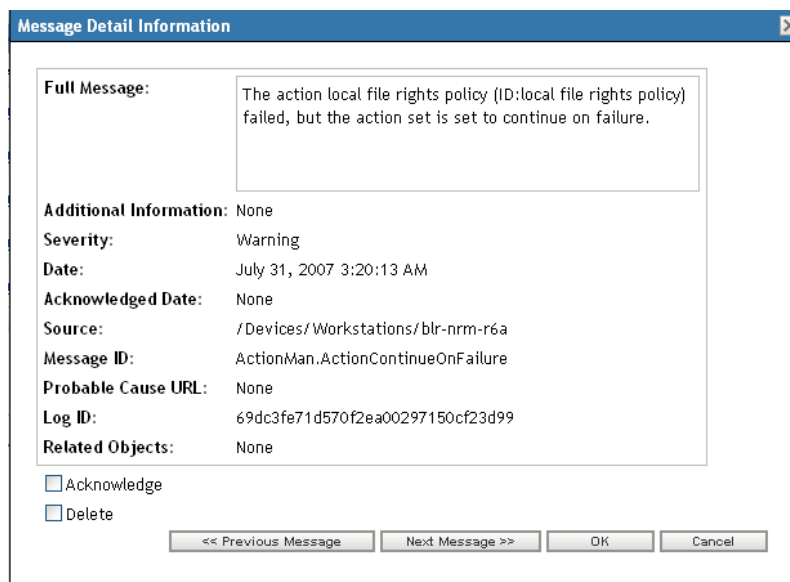 Message Detail Information
Full Message:
The action local file rights policy (ID:local file rights policy)
failed, but the action set is set to continue on failure.
Additional Information: None
Severity: Warning
Date: July 31, 2007 3:20:13 AM
Acknowledged Date: None
Source: /Devices/Workstations/blr-nrm-r6a
Message ID: ActionMan.ActionContinueOnFailure
Probable Cause URL: None
Log ID: 69dc3fe71d570f2ea00297150cf23d99
Related Objects: None
Acknowledge
Delete
<< Previous Message Next Message >> OK Cancel